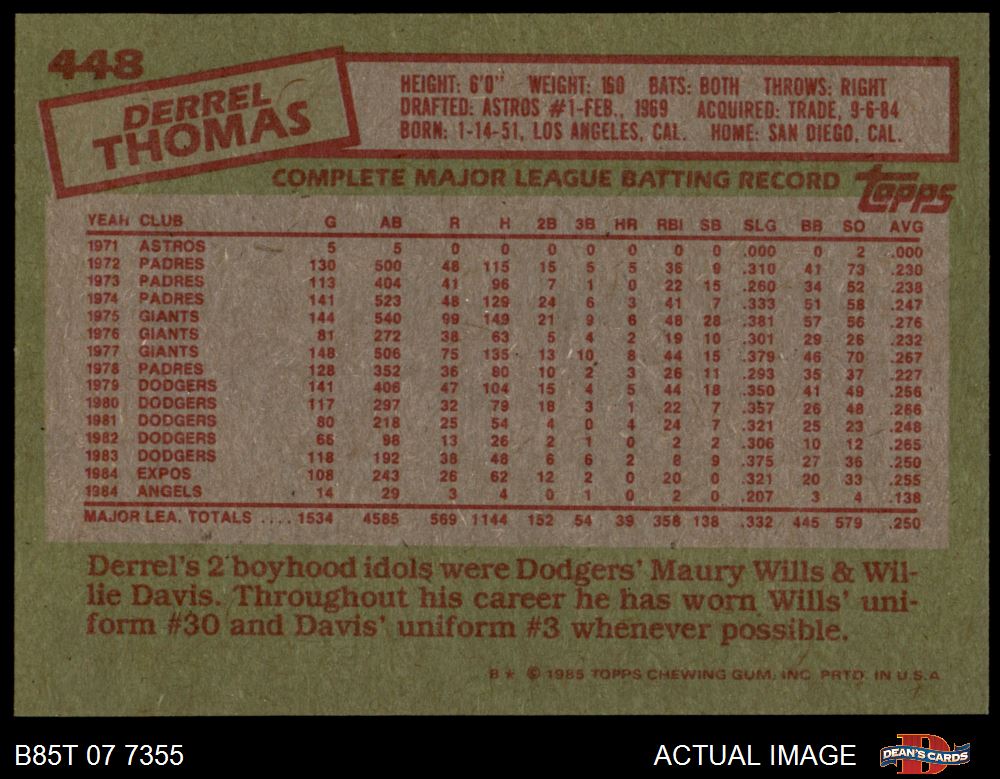 448
DERREL
THOMAS
HEIGHT: 6'0" WEIGHT: 160 BATS: BOTH THROWS: RIGHT
DRAFTED: ASTROS #1-FEB., 1969 ACQUIRED: TRADE, 9-6-84
BORN: 1-14-51, LOS ANGELES, CAL. HOME: SAN DIEGO, CAL.
COMPLETE MAJOR LEAGUE BATTING RECORD
Topps
YEAR CLUB G AB R H 2B 3B HR RBI SB SLG BB SO AVG
1971 ASTROS 5 5 0 0 0 0 0 0 0 .000 0 2 .000
1972 PADRES 130 500 48 115 15 5 5 36 9 .310 41 73 .230
1973 PADRES 113 404 41 96 7 1 0 22 15 .260 34 52 .238
1974 PADRES 141 523 48 129 24 6 3 41 7 .333 51 58 .247
1975 GIANTS 144 540 99 149 21 9 6 48 28 .381 57 56 .276
1976 GIANTS 81 272 38 63 5 4 2 19 10 .301 29 26 .232
1977 GIANTS 148 506 75 135 13 10 8 44 15 .379 46 70 .267
1978 PADRES 128 352 36 80 10 2 3 26 11 .293 35 37 .227
1979 DODGERS 141 406 47 104 15 4 5 44 18 .350 41 49 .256
1980 DODGERS 117 297 32 79 18 3 1 22 7 .357 26 48 .266
1981 DODGERS 80 218 25 54 4 0 4 24 7 .321 25 23 .248
1982 DODGERS 66 98 13 26 2 1 0 2 2 .306 10 12 .265
1983 DODGERS 118 192 38 48 6 6 2 8 9 .375 27 36 .250
1984 EXPOS 108 243 26 62 12 2 0 20 0 .321 20 33 .255
1984 ANGELS 14 29 3 4 0 1 0 2 0 .207 3 4 .138
MAJOR LEA. TOTALS .... 1534 4585 569 1144 152 54 39 358 138 .332 445 579 .250
Derrel's 2 boyhood idols were Dodgers' Maury Wills & Wil-
lie Davis. Throughout his career he has worn Wills' uni-
form #30 and Davis' uniform #3 whenever possible.
B * © 1985 TOPPS CHEWING GUM, INC. PRTD. IN U.S.A.
B85T 07 7355 ACTUAL IMAGE DEAN'S CARDS